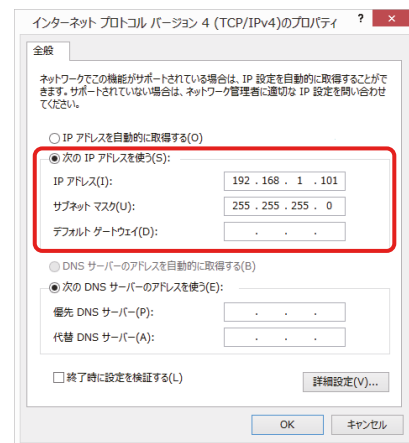 インターネット プロトコル バージョン 4 (TCP/IPv4)のプロパティ ? ×
全般
ネットワークでこの機能がサポートされている場合は、IP 設定を自動的に取得することがで
きます。サポートされていない場合は、ネットワーク管理者に適切な IP 設定を問い合わせ
てください。
IP アドレスを自動的に取得する(O)
次の IP アドレスを使う(S):
IP アドレス(I): 192 . 168 . 1 . 101
サブネット マスク(U): 255 . 255 . 255 . 0
デフォルト ゲートウェイ(D): . . .
DNS サーバーのアドレスを自動的に取得する(B)
次の DNS サーバーのアドレスを使う(E):
優先 DNS サーバー(P): . . .
代替 DNS サーバー(A): . . .
終了時に設定を検証する(L) 詳細設定(V)...
OK キャンセル